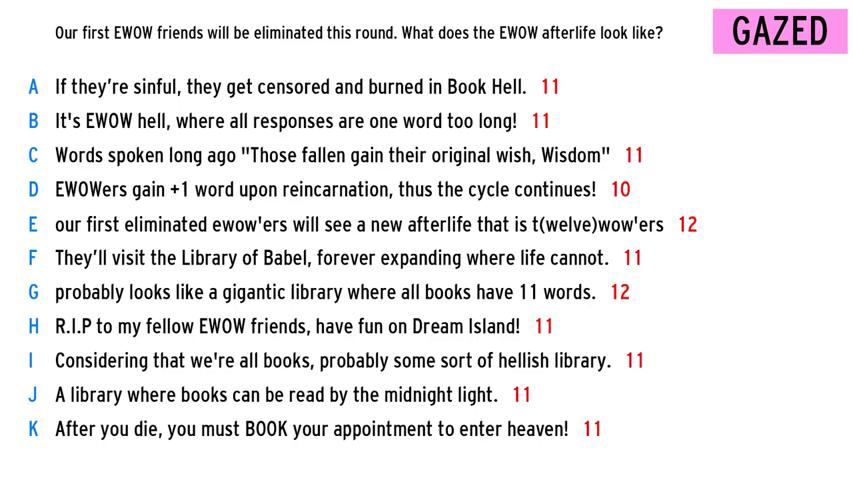 Our first EWOW friends will be eliminated this round. What does the EWOW afterlife look like?
GAZED
A If they're sinful, they get censored and burned in Book Hell. 11
B It's EWOW hell, where all responses are one word too long! 11
C Words spoken long ago "Those fallen gain their original wish, Wisdom" 11
D EWOWers gain +1 word upon reincarnation, thus the cycle continues! 10
E our first eliminated ewow'ers will see a new afterlife that is t(welve)wow'ers 12
F They'll visit the Library of Babel, forever expanding where life cannot. 11
G probably looks like a gigantic library where all books have 11 words. 12
H R.I.P to my fellow EWOW friends, have fun on Dream Island! 11
I Considering that we're all books, probably some sort of hellish library. 11
J A library where books can be read by the midnight light. 11
K After you die, you must BOOK your appointment to enter heaven! 11